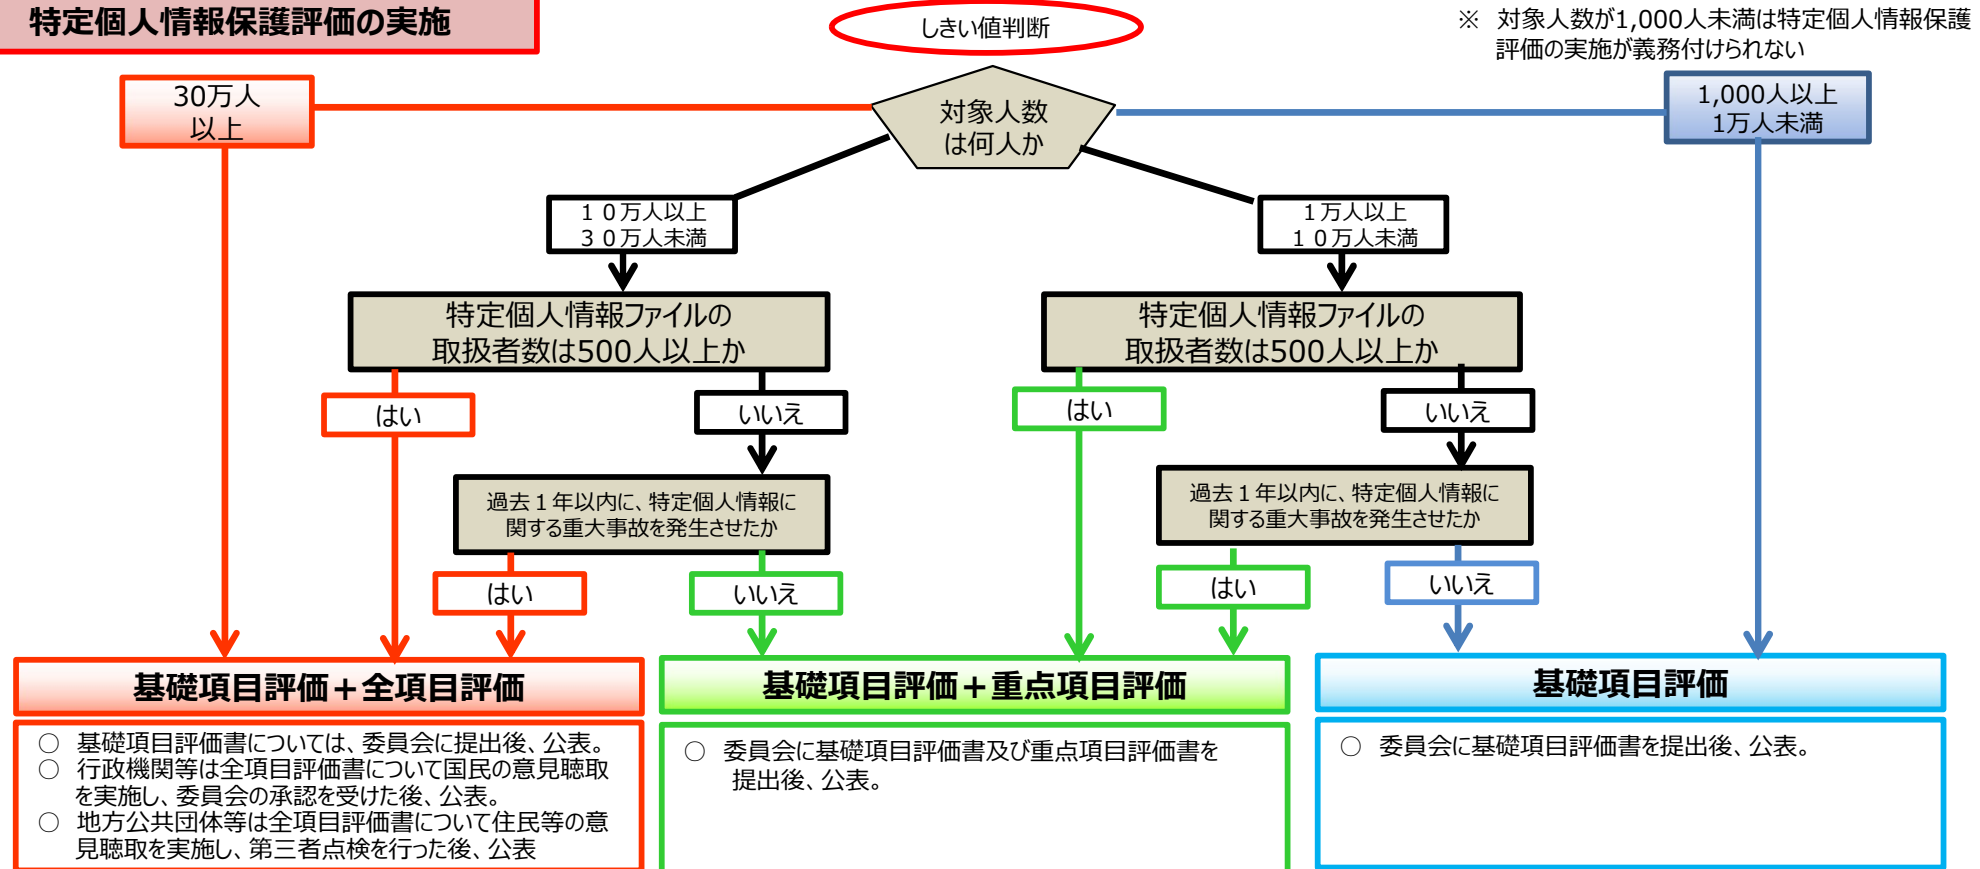 特定個人情報保護評価の実施
しきい値判断
※ 対象人数が1,000人未満は特定個人情報保護
評価の実施が義務付けられない
30万人
以上
対象人数
は何人か
1,000人以上
1万人未満
１０万人以上
３０万人未満
１万人以上
１０万人未満
特定個人情報ファイルの
取扱者数は500人以上か
特定個人情報ファイルの
取扱者数は500人以上か
はい
いいえ
はい
いいえ
過去１年以内に、特定個人情報に
関する重大事故を発生させたか
過去１年以内に、特定個人情報に
関する重大事故を発生させたか
はい
いいえ
はい
いいえ
基礎項目評価＋全項目評価
基礎項目評価＋重点項目評価
基礎項目評価
○ 基礎項目評価書については、委員会に提出後、公表。
○ 行政機関等は全項目評価書について国民の意見聴取
を実施し、委員会の承認を受けた後、公表。
○ 地方公共団体等は全項目評価書について住民等の意
見聴取を実施し、第三者点検を行った後、公表
○ 委員会に基礎項目評価書及び重点項目評価書を
提出後、公表。
○ 委員会に基礎項目評価書を提出後、公表。